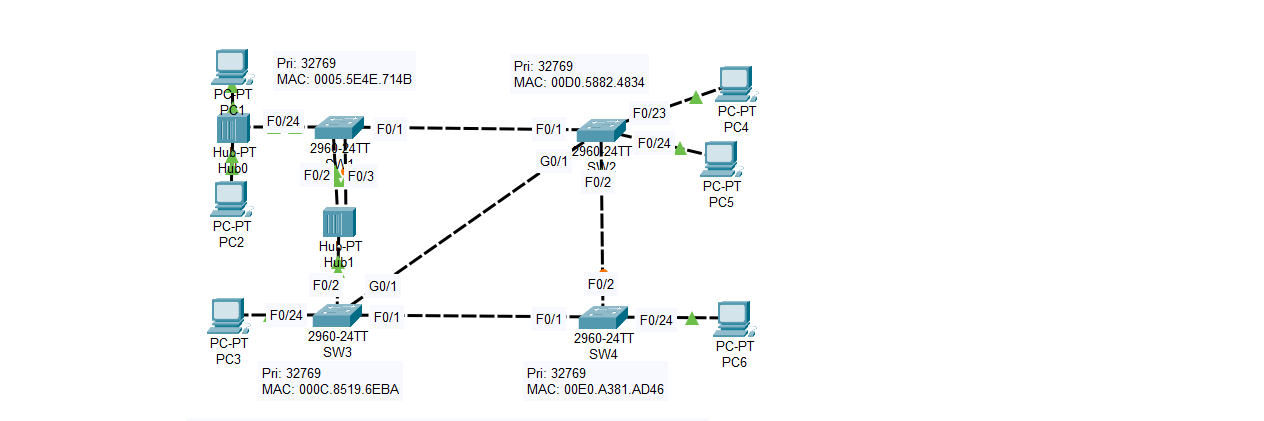 Pri: 32769
MAC: 0005.5E4E.714B
Pri: 32769
MAC: 00D0.5882.4834
PC-PT
PC1
F0/24
F0/1
F0/1
F0/23
PC-PT
PC4
Hub-PT
Hub0
2960-24TT
SW1
2960-24TT
SW2
F0/24
G0/1
F0/2
F0/3
F0/2
PC-PT
PC5
PC-PT
PC2
Hub-PT
Hub1
F0/2
G0/1
F0/2
F0/24
F0/1
F0/1
F0/24
PC-PT
PC3
2960-24TT
SW3
2960-24TT
SW4
PC-PT
PC6
Pri: 32769
MAC: 000C.8519.6EBA
Pri: 32769
MAC: 00E0.A381.AD46